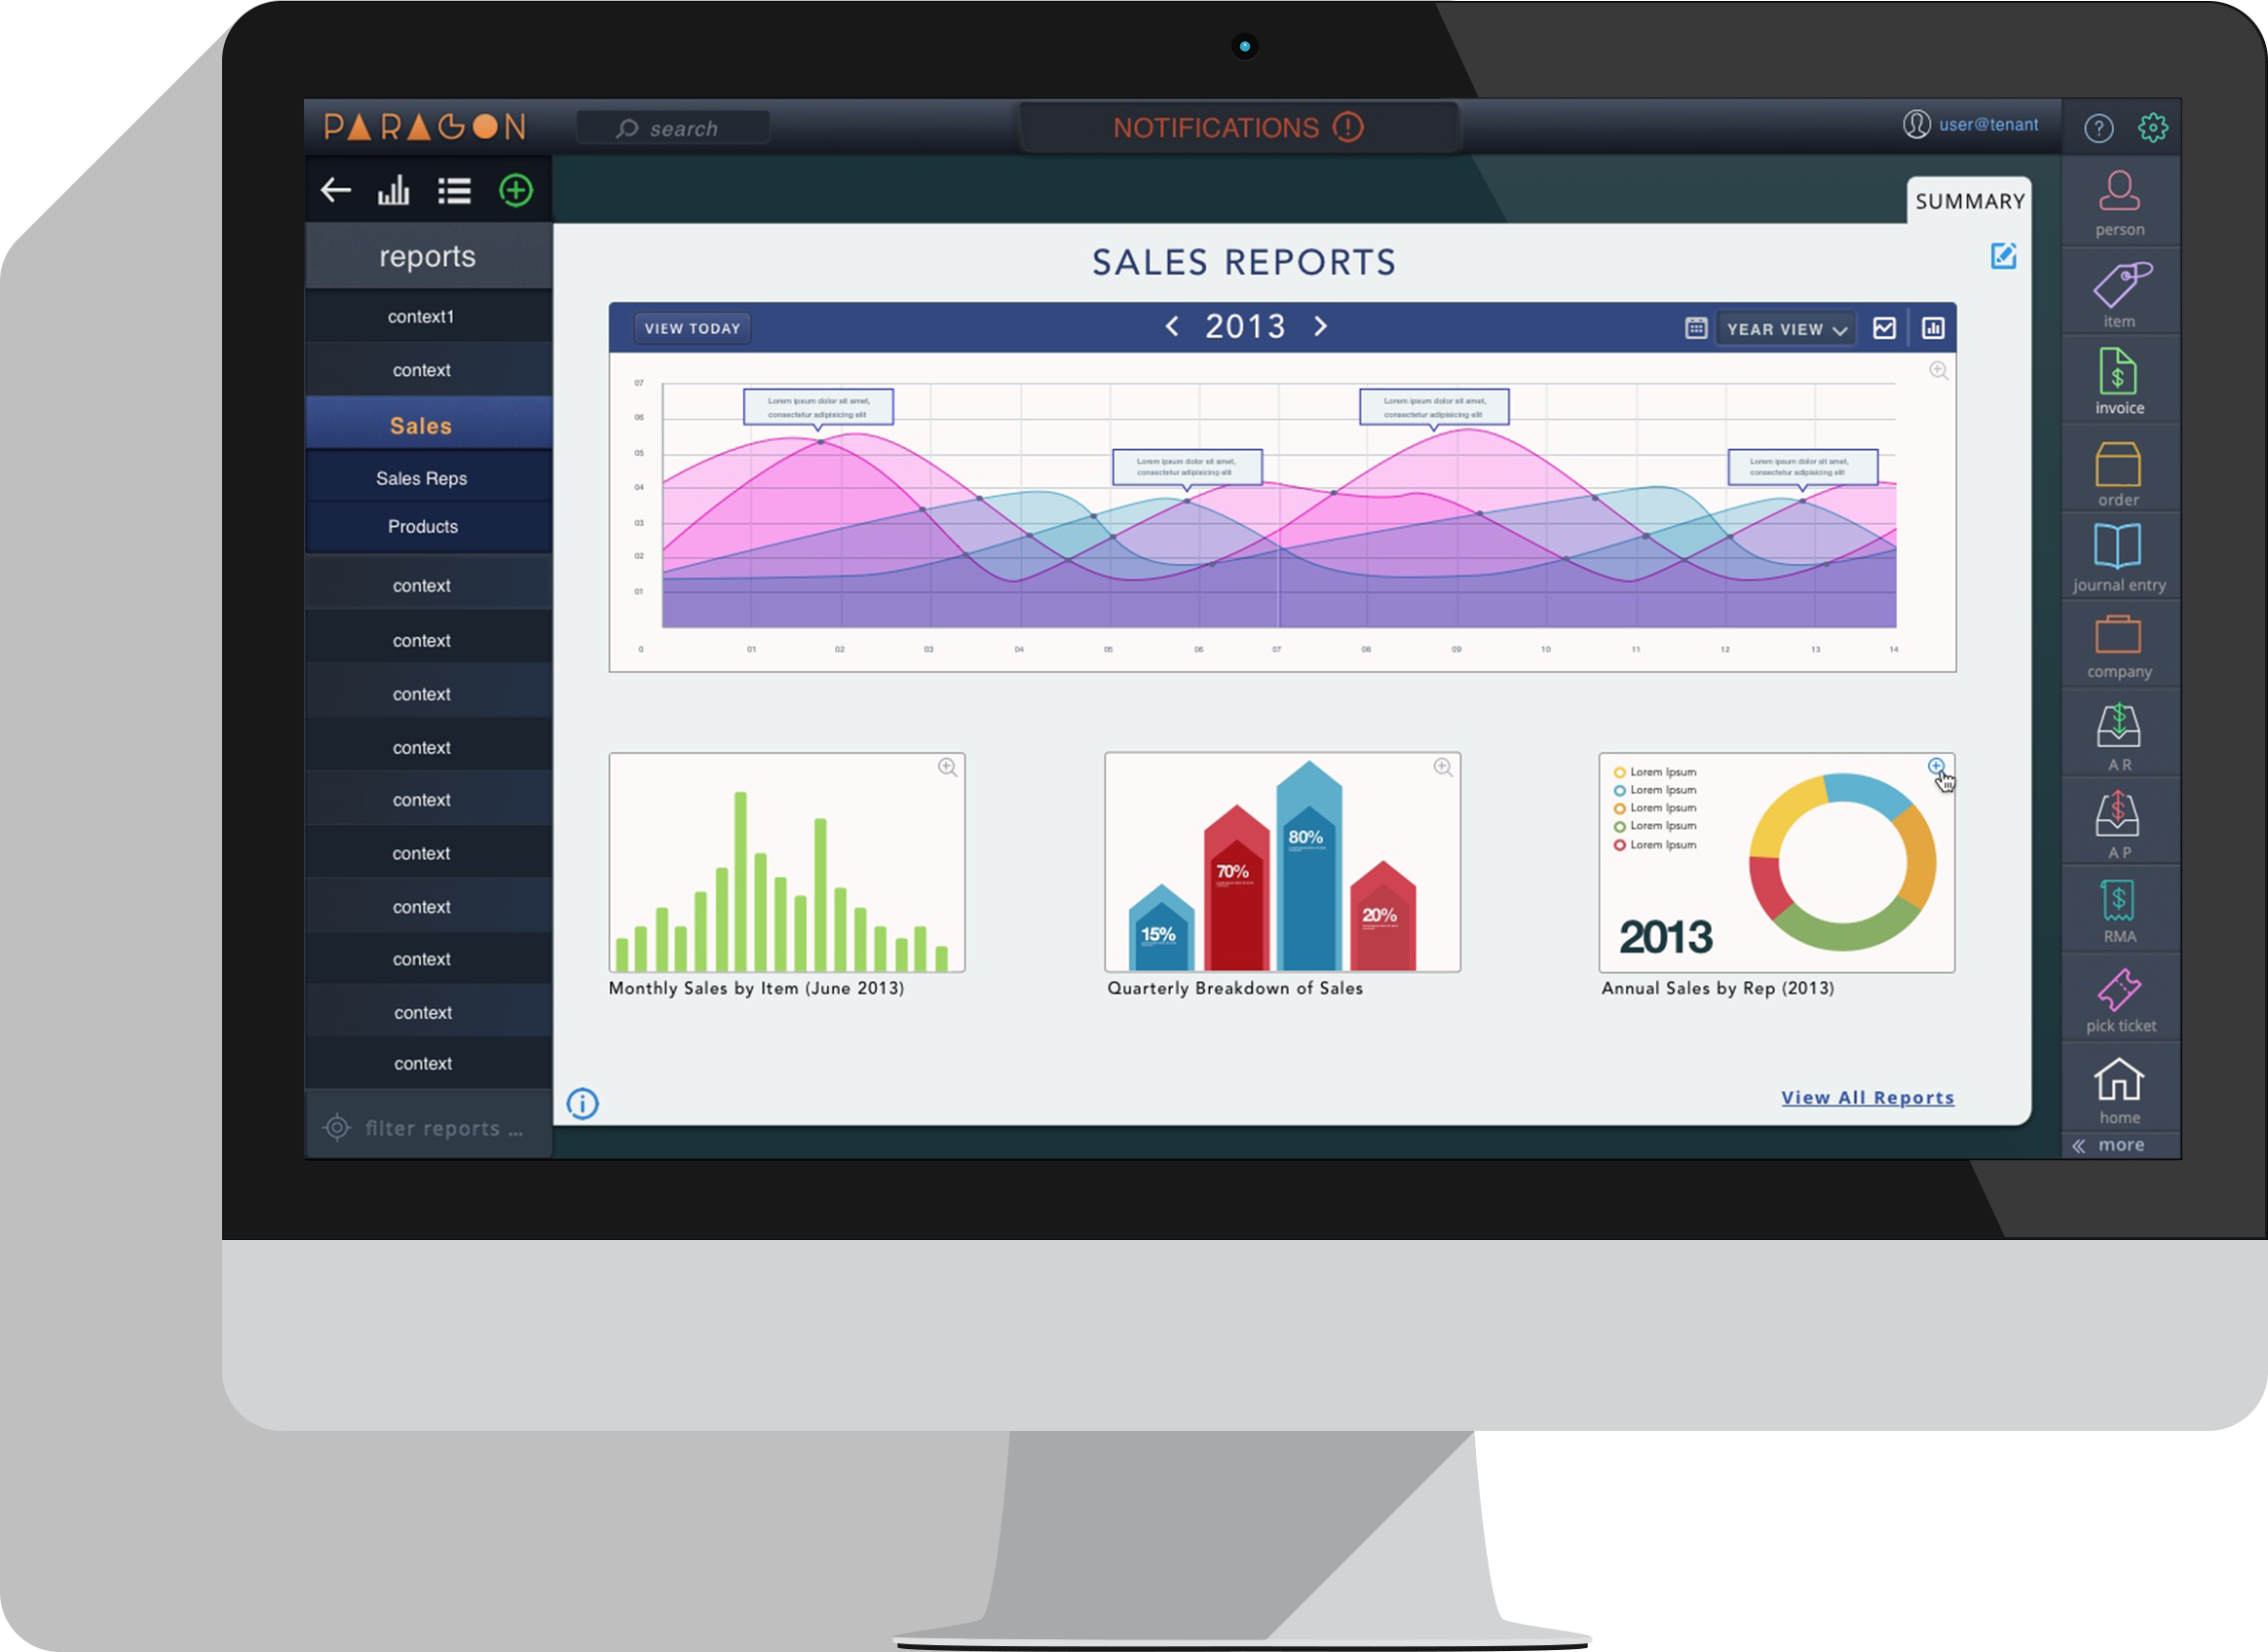 PARAGON
search
NOTIFICATIONS
user@tenant
?
reports
context1
context
Sales
Sales Reps
Products
context
context
context
context
context
context
context
context
context
context
filter reports ...
SUMMARY
SALES REPORTS
VIEW TODAY
2013
YEAR VIEW
07
06
05
04
03
02
01
Lorem ipsum dolor sit amet,
consectetur adipisicing elit
Lorem ipsum dolor sit amet,
consectetur adipisicing elit
Lorem ipsum dolor sit amet,
consectetur adipisicing elit
Lorem ipsum dolor sit amet,
consectetur adipisicing elit
0 01 02 03 04 05 06 07 08 09 10 11 12 13 14
Monthly Sales by Item (June 2013)
15%
70%
80%
20%
Quarterly Breakdown of Sales
Lorem Ipsum
Lorem Ipsum
Lorem Ipsum
Lorem Ipsum
Lorem Ipsum
2013
Annual Sales by Rep (2013)
View All Reports
person
item
invoice
order
journal entry
company
A R
A P
RMA
pick ticket
home
« more